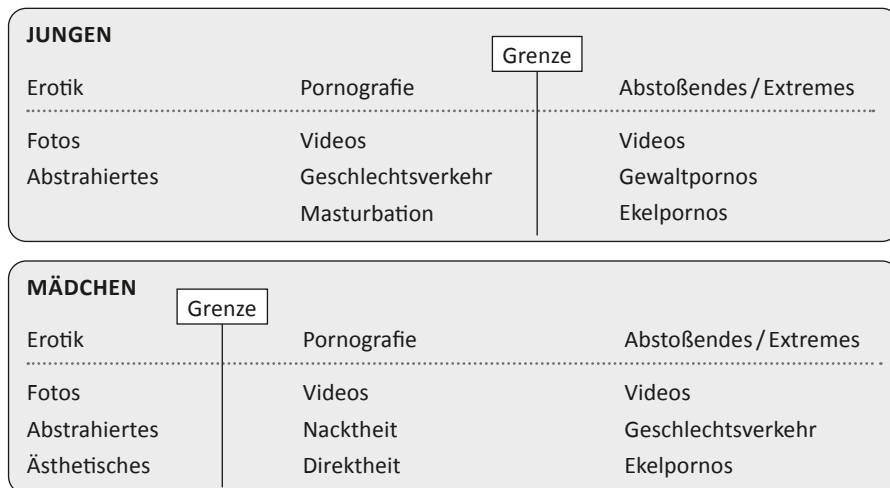 JUNGEN
Grenze
Erotik Pornografie Abstoßendes / Extremes
Fotos Videos Videos
Abstrahiertes Geschlechtsverkehr Gewaltpornos
Masturbation Ekelpornos
MÄDCHEN
Grenze
Erotik Pornografie Abstoßendes / Extremes
Fotos Videos Videos
Abstrahiertes Nacktheit Geschlechtsverkehr
Ästhetisches Direktheit Ekelpornos